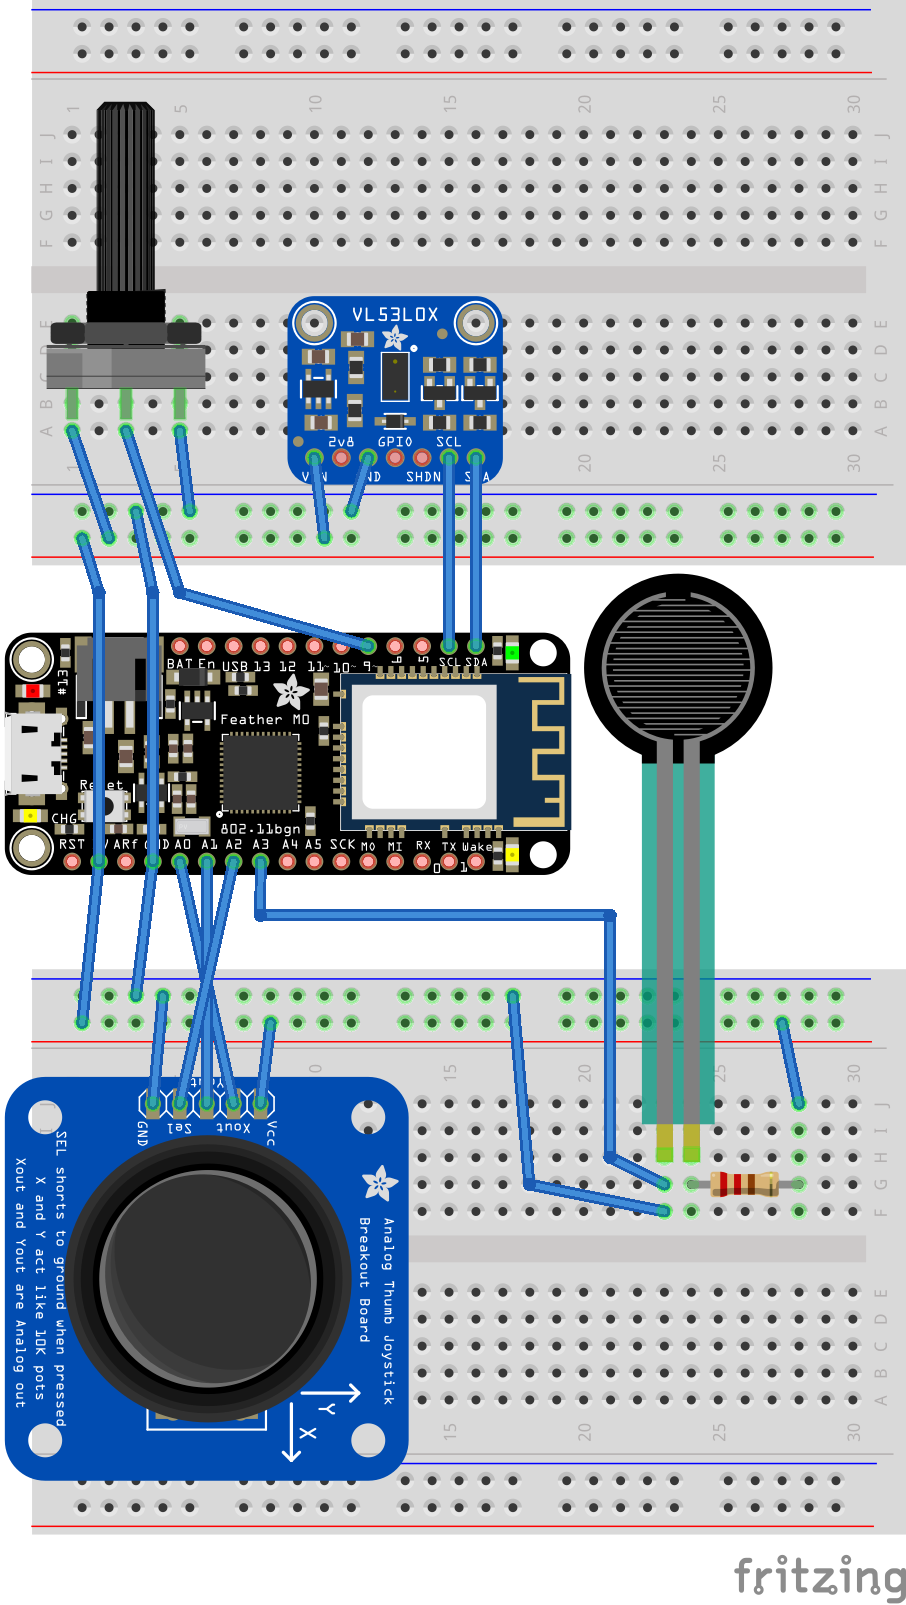 1 5 10 15 20 25 30
J J
I I
H H
G G
F F
VL53L0X
E E
D
C C
B B
A A
2v8 GPIO SCL
SHDN
1 5 15 20 25 30
BAT En USB 13 12 11~ 10~ 9~ 6 5 SCL SDA
#13
Feather M0
Reset
CHG
802.11bgn
RST ARf GND A0 A1 A2 A3 A4 A5 SCK MO MI RX TX Wake
0 1
15 20 25 30
Yout
J
GND Sel Xout Vcc
I
H
G
F
SEL shorts to ground when pressed
X and Y act like 10K pots
Xout and Yout are Analog out
Analog Thumb Joystick
Breakout Board
E
D
C
B
A
Y
X
15 20 25 30
fritzing